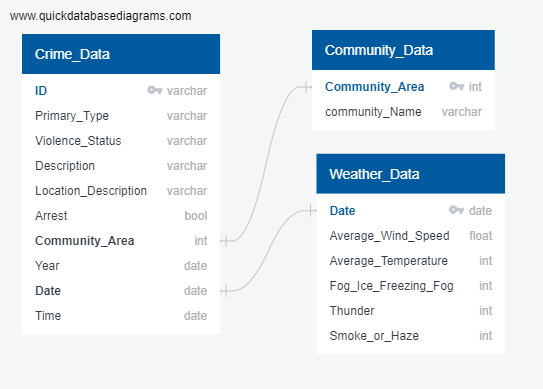 www.quickdatabasediagrams.com
Crime_Data
ID varchar
Primary_Type varchar
Violence_Status varchar
Description varchar
Location_Description varchar
Arrest bool
Community_Area int
Year date
Date date
Time date
Community_Data
Community_Area int
community_Name varchar
Weather_Data
Date date
Average_Wind_Speed float
Average_Temperature int
Fog_Ice_Freezing_Fog int
Thunder int
Smoke_or_Haze int